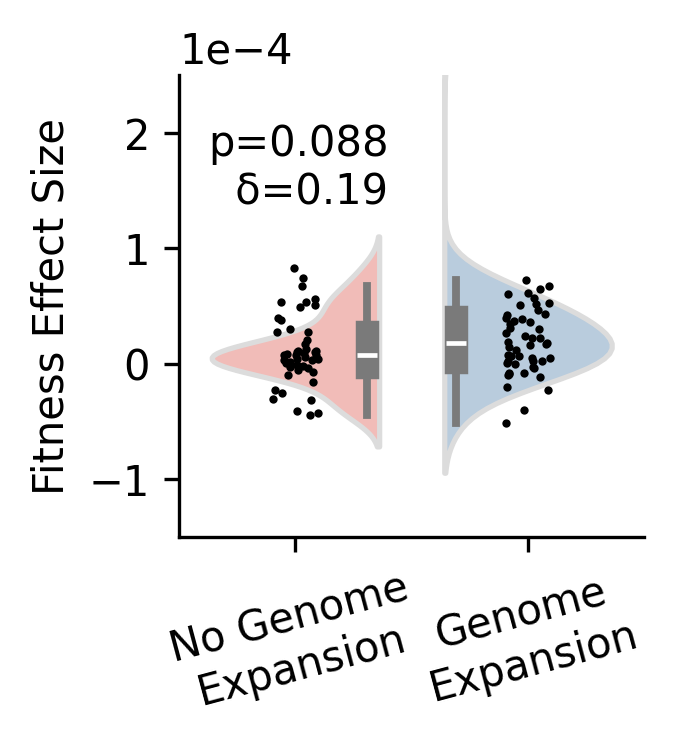 1e−4
Fitness Effect Size
2
1
0
−1
p=0.088
δ=0.19
No Genome
Expansion
Genome
Expansion